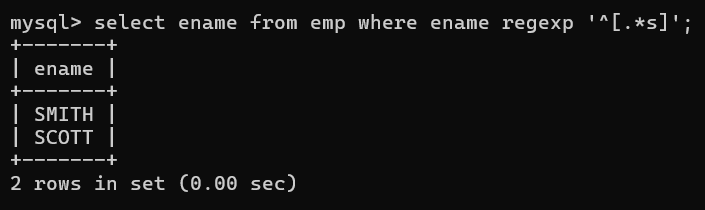 mysql> select ename from emp where ename regexp '^[.*s]';
+-------+
| ename |
+-------+
| SMITH |
| SCOTT |
+-------+
2 rows in set (0.00 sec)